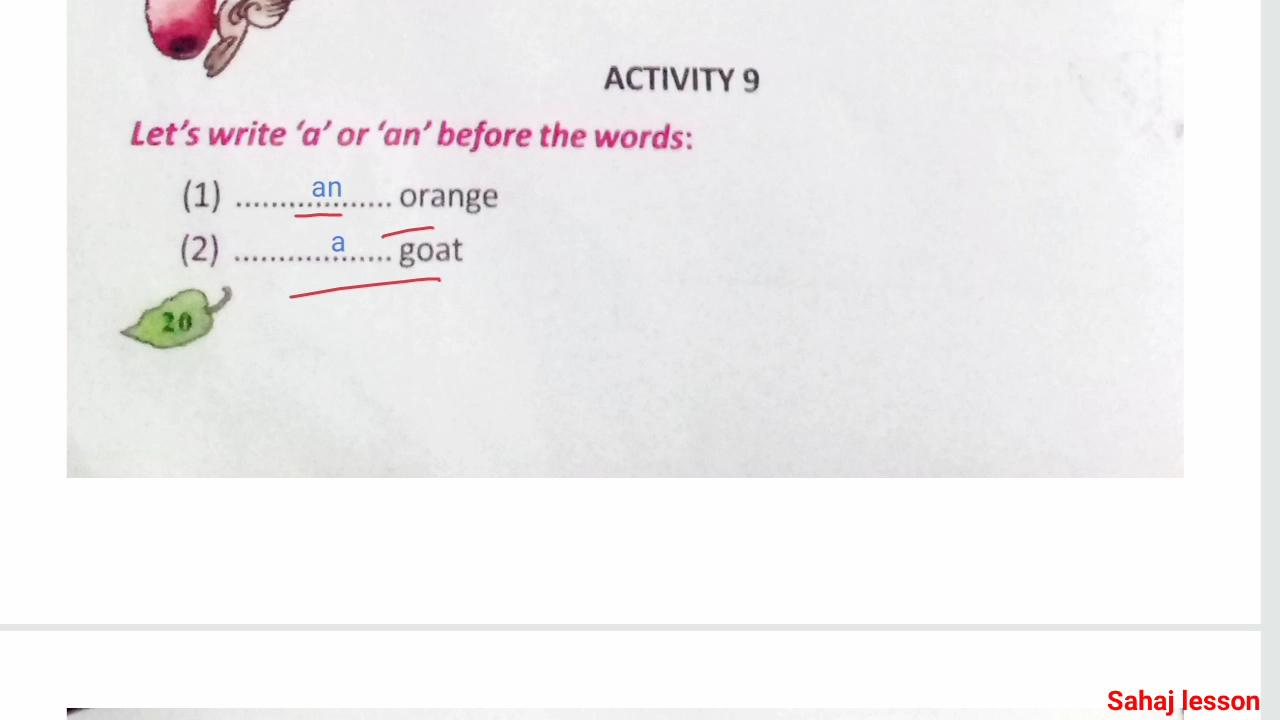 ACTIVITY 9
Let's write 'a' or 'an' before the words:
(1) .........an......... orange
(2) ............a...... goat
20
Sahaj lesson